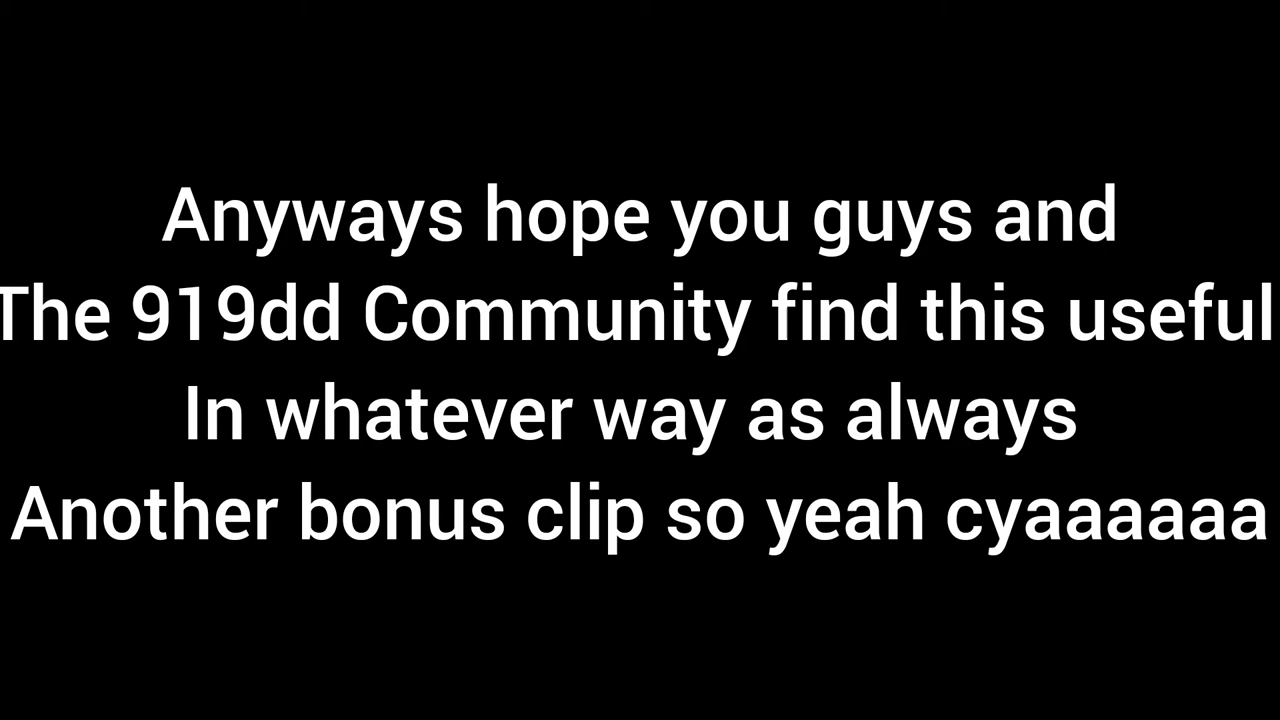 Anyways hope you guys and
The 919dd Community find this useful
In whatever way as always
Another bonus clip so yeah cyaaaaaa